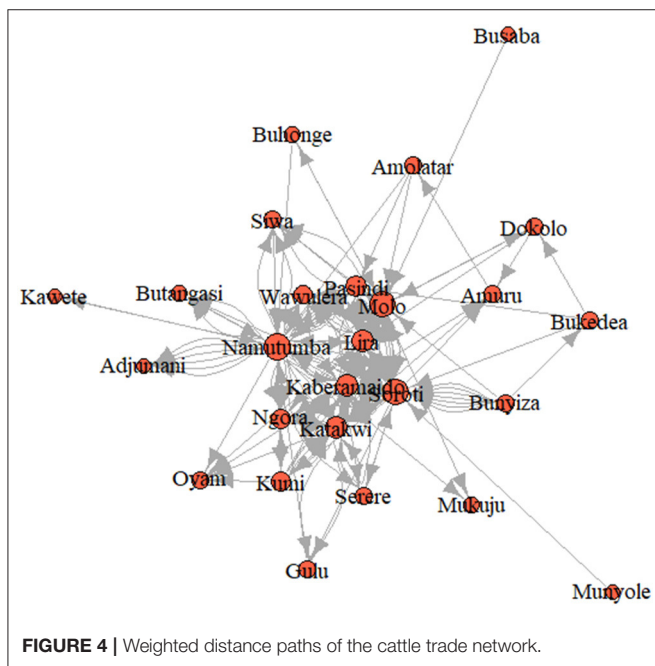 Busaba
Buhonge
Amolatar
Siwa
Dokolo
Kawete
Butangasi
Wawulera
Pasindi
Molo
Amuru
Bukedea
Namutumba
Lira
Adjumani
Kaberamaido
Soroti
Bunyiza
Ngora
Katakwi
Oyam
Kumi
Serere
Mukuju
Gulu
Munyole
FIGURE 4 | Weighted distance paths of the cattle trade network.